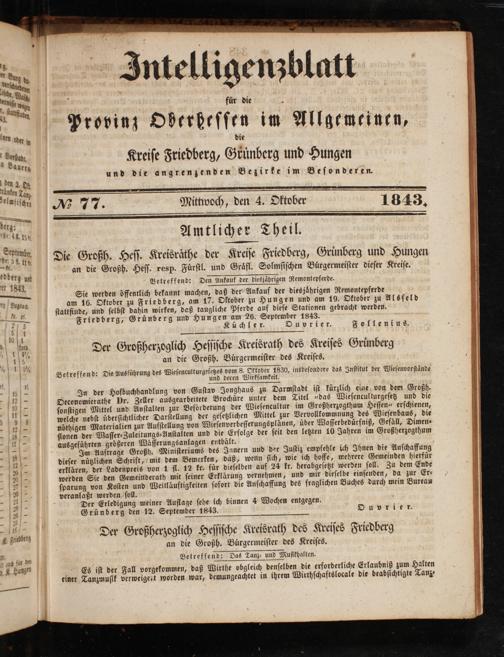 Intelligenzblatt
für die
Provinz Oberhessen im Allgemeinen,
die
Kreise Friedberg, Grünberg und Hungen
und die angrenzenden Bezirke im Besonderen.
№ 77. Mittwoch, den 4. Oktober 1843.
Amtlicher Theil.
Die Großh. Hess. Kreisräthe der Kreise Friedberg, Grünberg und Hungen
an die Großh. Hess. resp. Fürstl. und Gräfl. Solmsischen Bürgermeister dieser Kreise.
Betreffend: Den Ankauf der diesjährigen Remontepferde.
Sie werden öffentlich bekannt machen, daß der Ankauf der diesjährigen Remontepferde
am 16. Oktober zu Friedberg, am 17. Oktober zu Hungen und am 19. Oktober zu Alsfeld
stattfinde, und selbst dahin wirken, daß taugliche Pferde auf diese Stationen gebracht werden.
Friedberg, Grünberg und Hungen am 26. September 1843.
Küchler. Ouvrier. Follenius.
Der Großherzoglich Hessische Kreisrath des Kreises Grünberg
an die Großh. Bürgermeister des Kreises.
Betreffend: Die Ausführung des Wiesenculturgesetzes vom 8. Oktober 1830, insbesondere das Institut der Wiesenvorstände
und deren Wirksamkeit.
In der Hofbuchhandlung von Gustav Jonghaus zu Darmstadt ist kürzlich eine von dem Großh.
Oeconomierathe Dr. Zeller ausgearbeitete Brochüre unter dem Titel »das Wiesenculturgesetz und die
sonstigen Mittel und Anstalten zur Beförderung der Wiesencultur im Großherzogthum Hessen« erschienen,
welche nebst übersichtlicher Darstellung der gesetzlichen Mittel zur Vervollkommnung des Wiesenbaus, die
nöthigen Materialien zur Aufstellung von Wiesenverbesserungsplänen, über Wasserbedürfniß, Gefäll, Dimen-
sionen der Wasser-Zuleitungs-Anstalten und die Erfolge der seit den letzten 10 Jahren im Großherzogthum
ausgeführten größeren Wässerungsanlagen enthält.
Im Auftrage Großh. Ministeriums des Innern und der Justiz empfehle ich Ihnen die Anschaffung
dieser nützlichen Schrift, mit dem Bemerken, daß, wenn sich, wie ich hoffe, mehrere Gemeinden hierfür
erklären, der Ladenpreis von 1 fl. 12 kr. für dieselben auf 24 kr. herabgesetzt werden soll. Zu dem Ende
werden Sie den Gemeinderath mit seiner Erklärung vernehmen, und mir dieselbe einsenden, da zur Er-
sparung von Kosten und Weitläufigkeiten sofort die Anschaffung des fraglichen Buches durch mein Bureau
veranlaßt werden soll.
Der Erledigung meiner Auflage sehe ich binnen 4 Wochen entgegen.
Grünberg den 12. September 1843. Ouvrier.
Der Großherzoglich Hessische Kreisrath des Kreises Friedberg
an die Großh. Bürgermeister des Kreises.
Betreffend: Das Tanz- und Musikhalten.
Es ist der Fall vorgekommen, daß Wirthe obgleich denselben die erforderliche Erlaubniß zum Halten
einer Tanzmusik verweigert worden war, demungeachtet in ihrem Wirthschaftslocale die beabsichtigte Tanz-